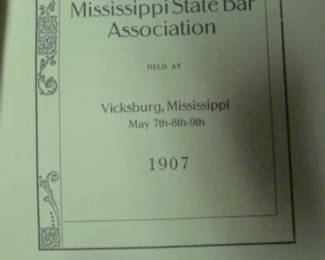 Mississippi State Bar
Association
HELD AT
Vicksburg, Mississippi
May 7th-8th-9th
1907